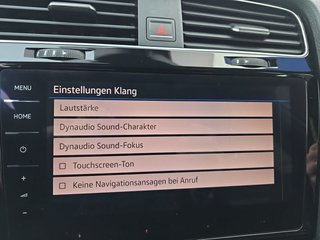 MENU
HOME
Einstellungen Klang
Lautstärke
Dynaudio Sound-Charakter
Dynaudio Sound-Fokus
Touchscreen-Ton
Keine Navigationsansagen bei Anruf